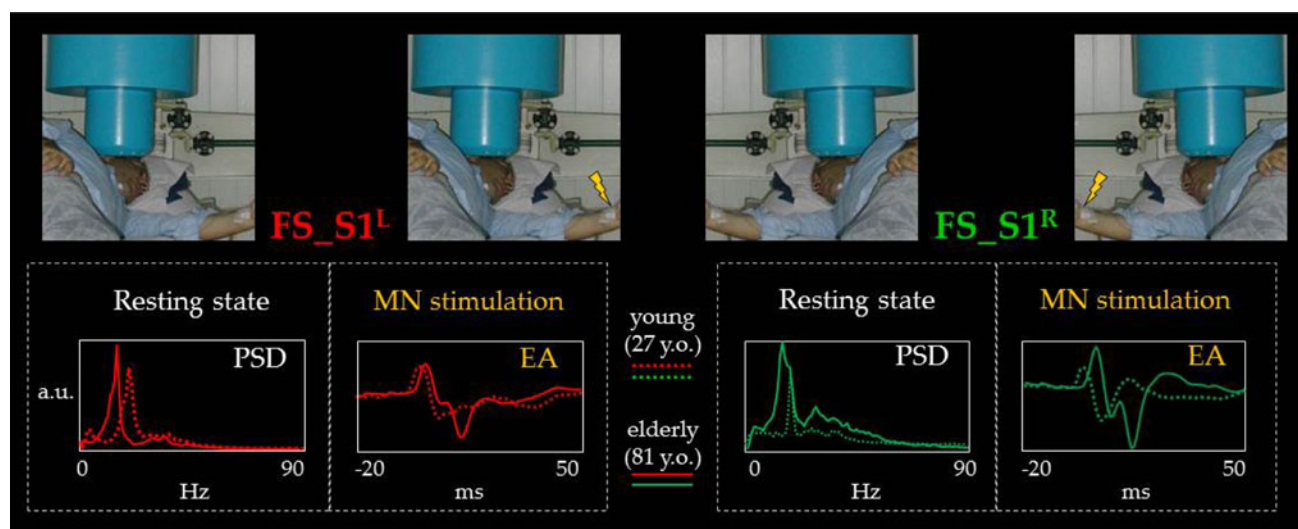 FS_S1ᴸ
FS_S1ᴿ
Resting state
MN stimulation
Resting state
MN stimulation
PSD
EA
young
(27 y.o.)
PSD
EA
a.u.
elderly
(81 y.o.)
0
90
-20
50
0
90
-20
50
Hz
ms
Hz
ms